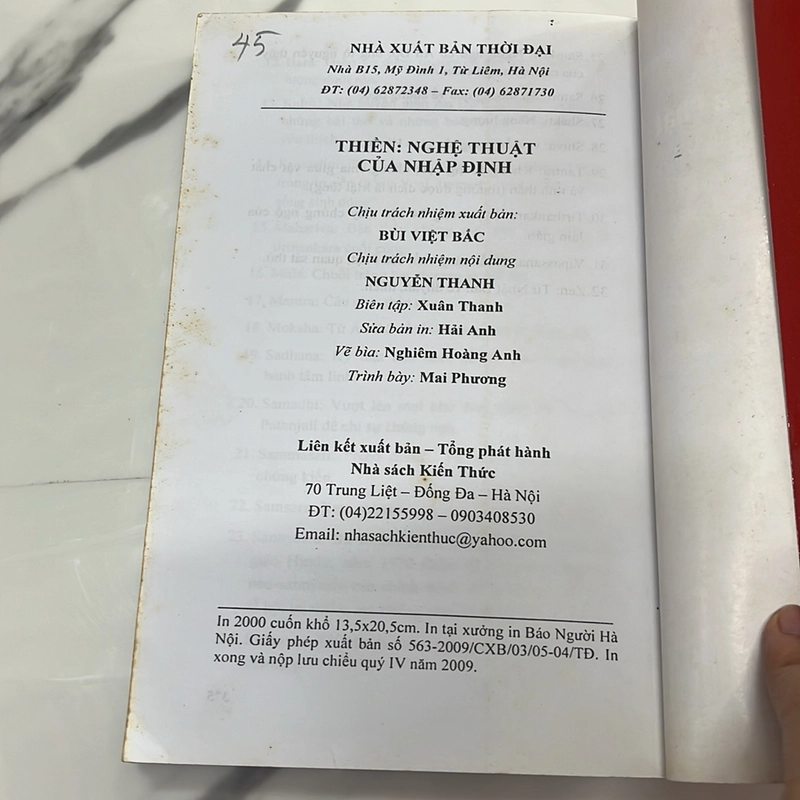 45
NHÀ XUẤT BẢN THỜI ĐẠI
Nhà B15, Mỹ Đình 1, Từ Liêm, Hà Nội
ĐT: (04) 62872348 – Fax: (04) 62871730
THIỀN: NGHỆ THUẬT
CỦA NHẬP ĐỊNH
Chịu trách nhiệm xuất bản:
BÙI VIỆT BẮC
Chịu trách nhiệm nội dung
NGUYỄN THANH
Biên tập: Xuân Thanh
Sửa bản in: Hải Anh
Vẽ bìa: Nghiêm Hoàng Anh
Trình bày: Mai Phương
Liên kết xuất bản – Tổng phát hành
Nhà sách Kiến Thức
70 Trung Liệt – Đống Đa – Hà Nội
ĐT: (04)22155998 – 0903408530
Email: nhasachkienthuc@yahoo.com
In 2000 cuốn khổ 13,5x20,5cm. In tại xưởng in Báo Người Hà
Nội. Giấy phép xuất bản số 563-2009/CXB/03/05-04/TĐ. In
xong và nộp lưu chiểu quý IV năm 2009.